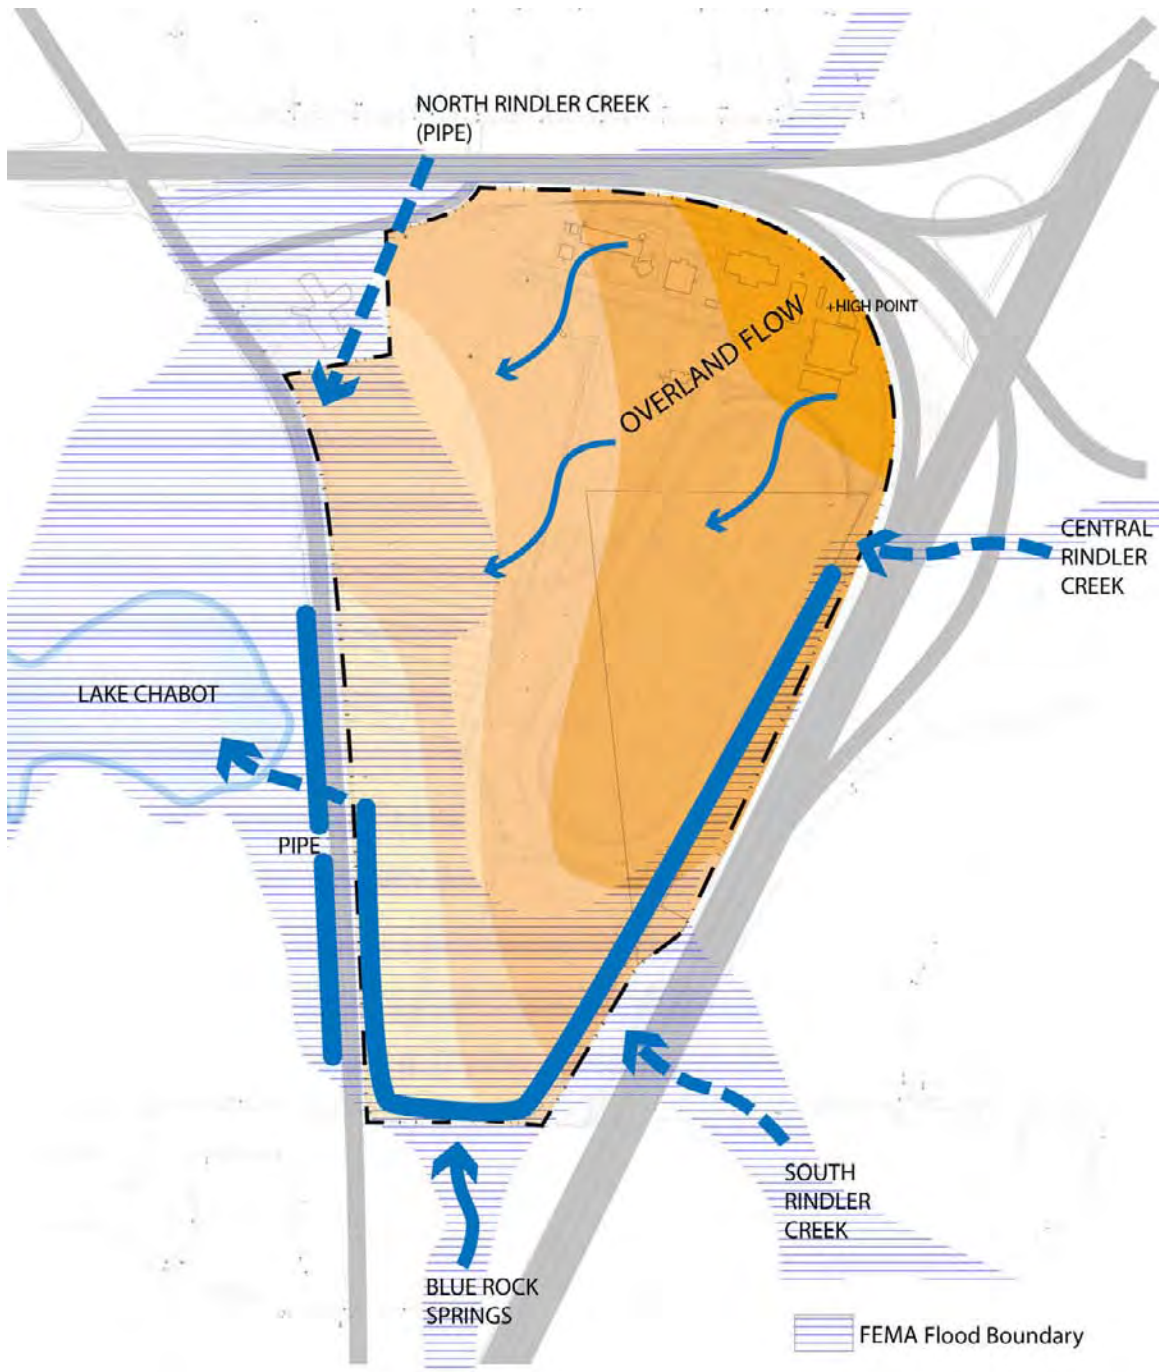 NORTH RINDLER CREEK
(PIPE)
+HIGH POINT
OVERLAND FLOW
CENTRAL
RINDLER
CREEK
LAKE CHABOT
PIPE
SOUTH
RINDLER
CREEK
BLUE ROCK
SPRINGS
FEMA Flood Boundary